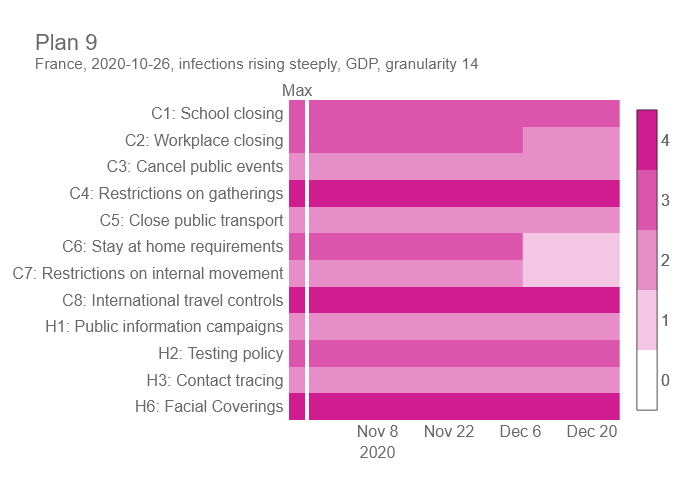 Plan 9
France, 2020-10-26, infections rising steeply, GDP, granularity 14
Max
C1: School closing
C2: Workplace closing
C3: Cancel public events
C4: Restrictions on gatherings
C5: Close public transport
C6: Stay at home requirements
C7: Restrictions on internal movement
C8: International travel controls
H1: Public information campaigns
H2: Testing policy
H3: Contact tracing
H6: Facial Coverings
Nov 8 Nov 22 Dec 6 Dec 20
2020
4
3
2
1
0